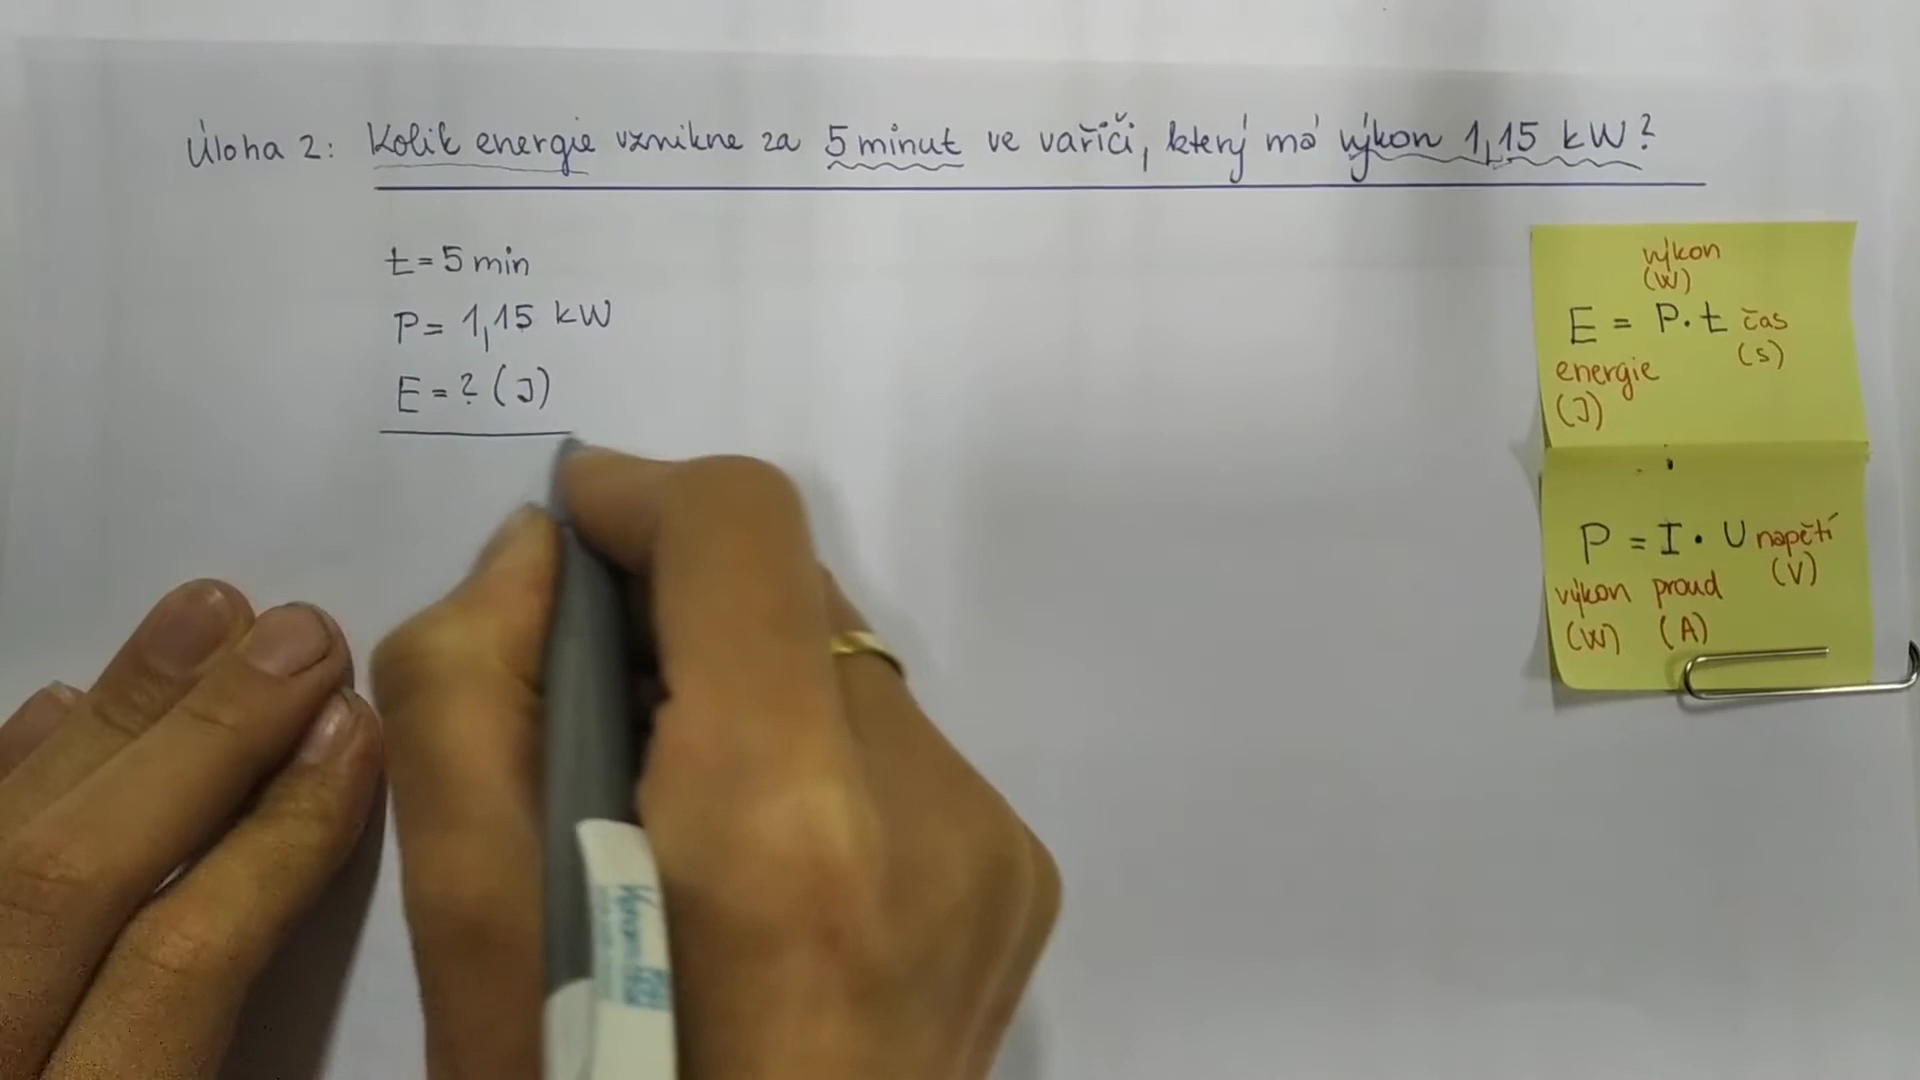 Úloha 2: Kolik energie vznikne za 5 minut ve vařiči, který má výkon 1,15 kW?
t = 5 min
P = 1,15 kW
E = ? (J)
výkon
(W)
E = P . t čas
(s)
energie
(J)
P = I . U napětí
(V)
výkon proud
(W) (A)